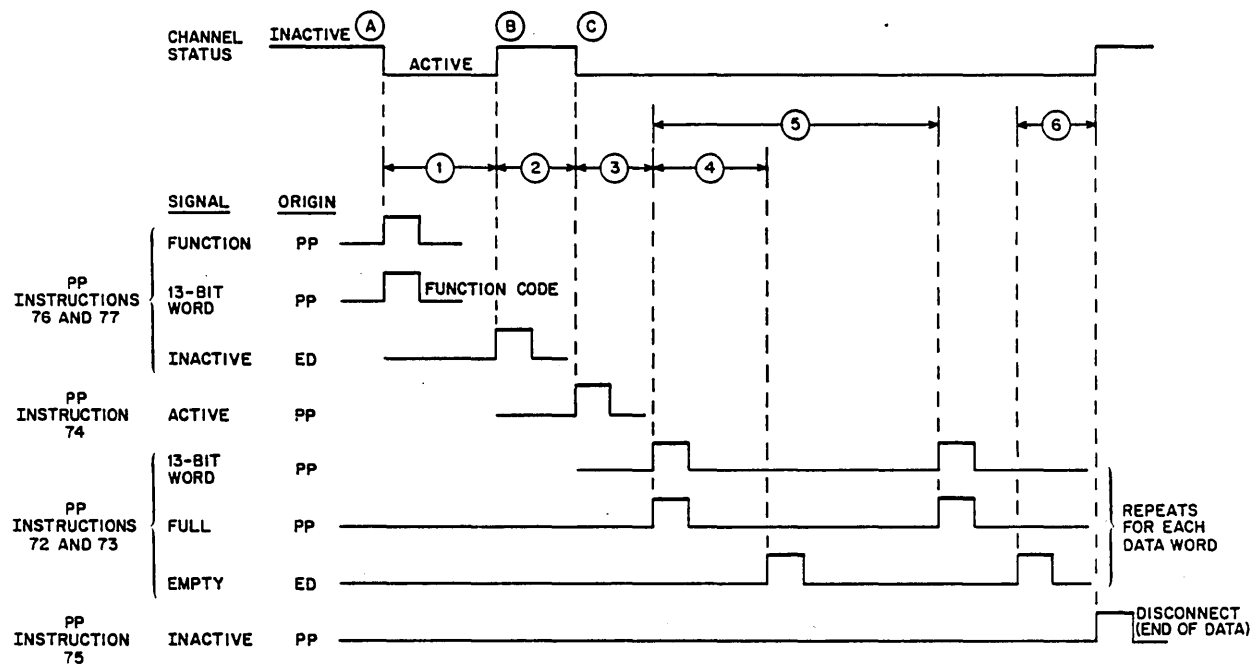 CHANNEL STATUS
INACTIVE
A
B
C
ACTIVE
5
6
1
2
3
4
SIGNAL
ORIGIN
PP INSTRUCTIONS 76 AND 77
FUNCTION
PP
13-BIT WORD
PP
FUNCTION CODE
INACTIVE
ED
PP INSTRUCTION 74
ACTIVE
PP
PP INSTRUCTIONS 72 AND 73
13-BIT WORD
PP
FULL
PP
EMPTY
ED
REPEATS FOR EACH DATA WORD
PP INSTRUCTION 75
INACTIVE
PP
DISCONNECT (END OF DATA)